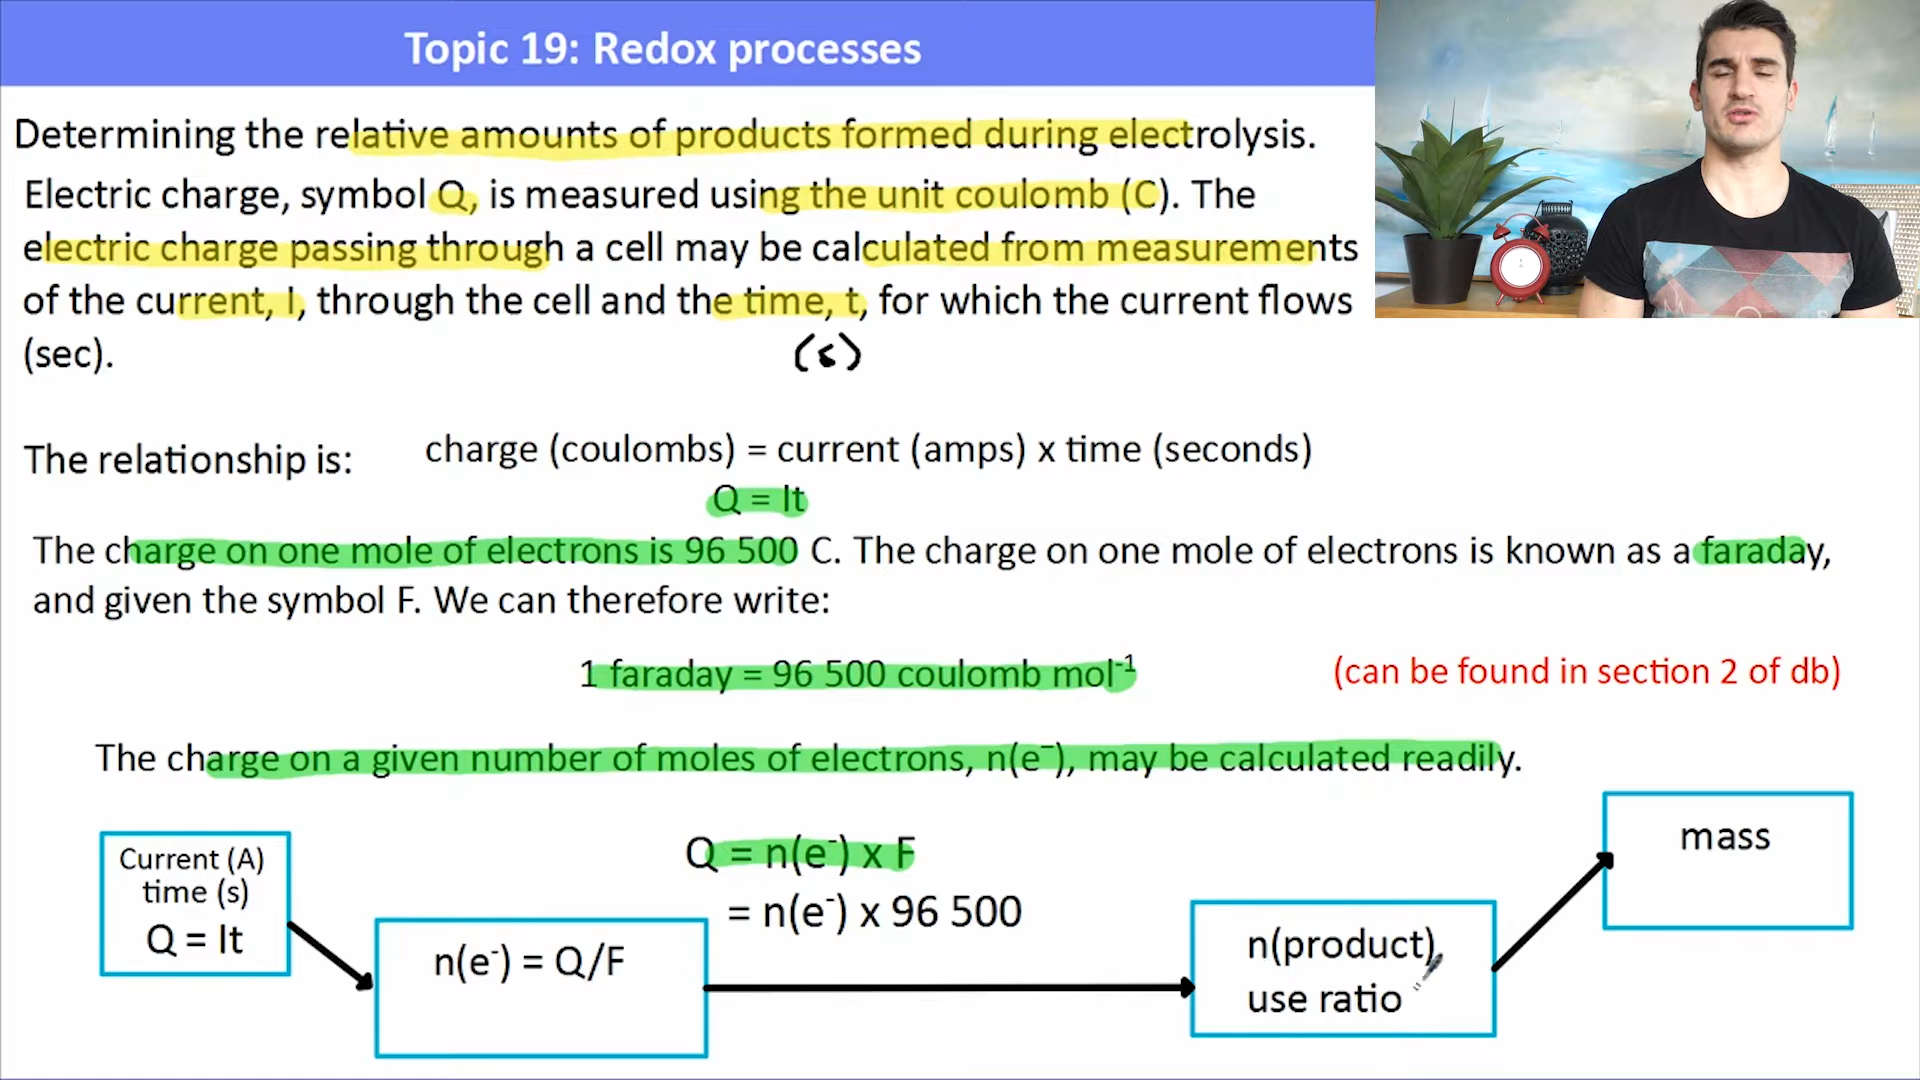 Topic 19: Redox processes
Determining the relative amounts of products formed during electrolysis.
Electric charge, symbol Q, is measured using the unit coulomb (C). The
electric charge passing through a cell may be calculated from measurements
of the current, I, through the cell and the time, t, for which the current flows
(sec).
(s)
The relationship is:
charge (coulombs) = current (amps) x time (seconds)
Q = It
The charge on one mole of electrons is 96 500 C. The charge on one mole of electrons is known as a faraday,
and given the symbol F. We can therefore write:
1 faraday = 96 500 coulomb mol⁻¹
(can be found in section 2 of db)
The charge on a given number of moles of electrons, n(e⁻), may be calculated readily.
Current (A)
time (s)
Q = It
n(e⁻) = Q/F
Q = n(e⁻) x F
= n(e⁻) x 96 500
n(product)
use ratio
mass